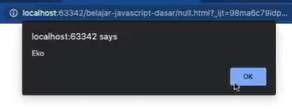 localhost:63342/belajar-javascript-dasar/null.html?_ijt=98ma6c79idp...
localhost:63342 says
Eko
OK